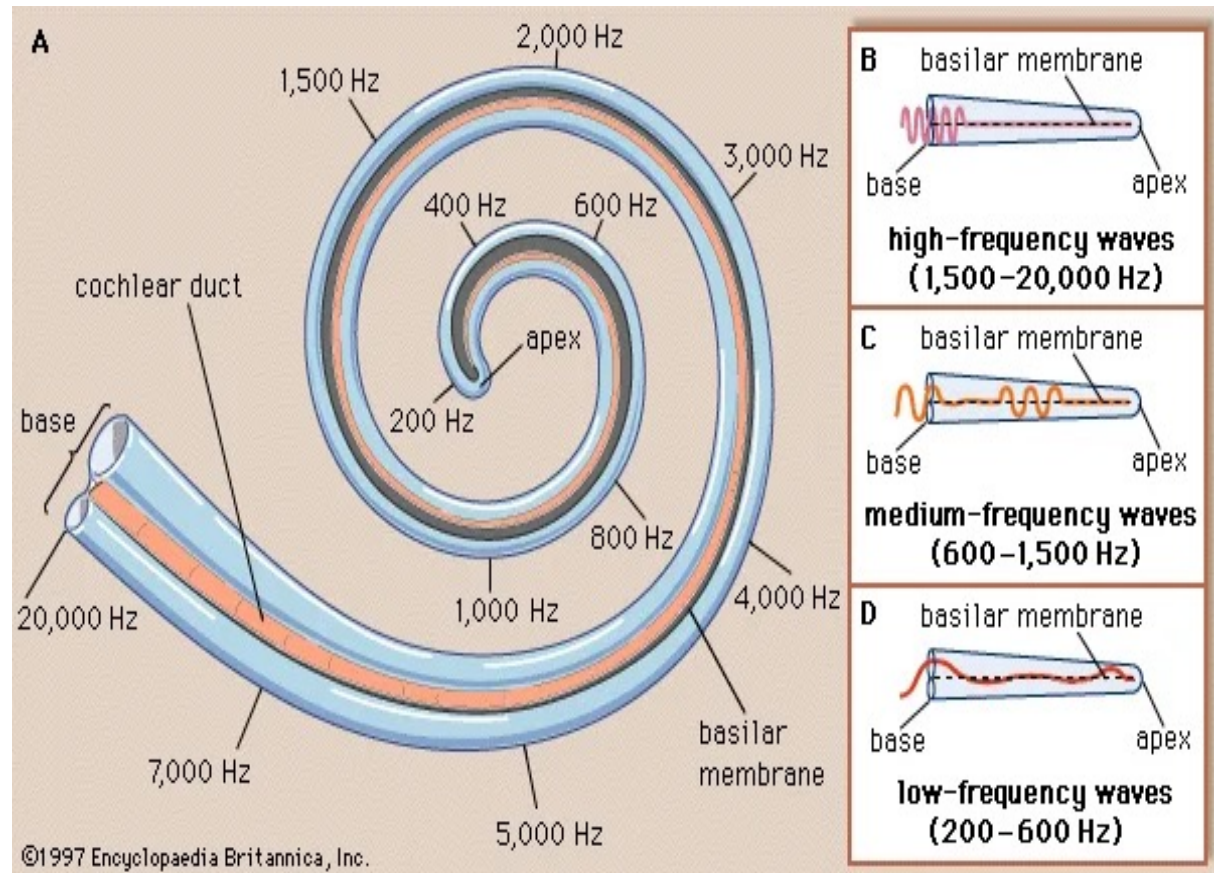 A
2,000 Hz
1,500 Hz
3,000 Hz
400 Hz
600 Hz
cochlear duct
apex
200 Hz
base
800 Hz
1,000 Hz
4,000 Hz
20,000 Hz
basilar
membrane
7,000 Hz
5,000 Hz
©1997 Encyclopaedia Britannica, Inc.
B
basilar membrane
base
apex
high-frequency waves
(1,500–20,000 Hz)
C
basilar membrane
base
apex
medium-frequency waves
(600–1,500 Hz)
D
basilar membrane
base
apex
low-frequency waves
(200–600 Hz)